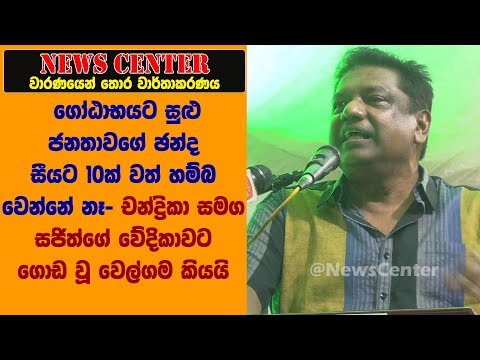 NEWS CENTER
වාරණයෙන් තොර වාර්තාකරණය
ගෝඨාභයට සුළු
ජනතාවගේ ඡන්ද
සීයට 10ක් වත් හම්බ
වෙන්නේ නෑ- චන්ද්‍රිකා සමග
සජිත්ගේ වේදිකාවට
ගොඩ වූ වෙල්ගම කියයි
@NewsCenter